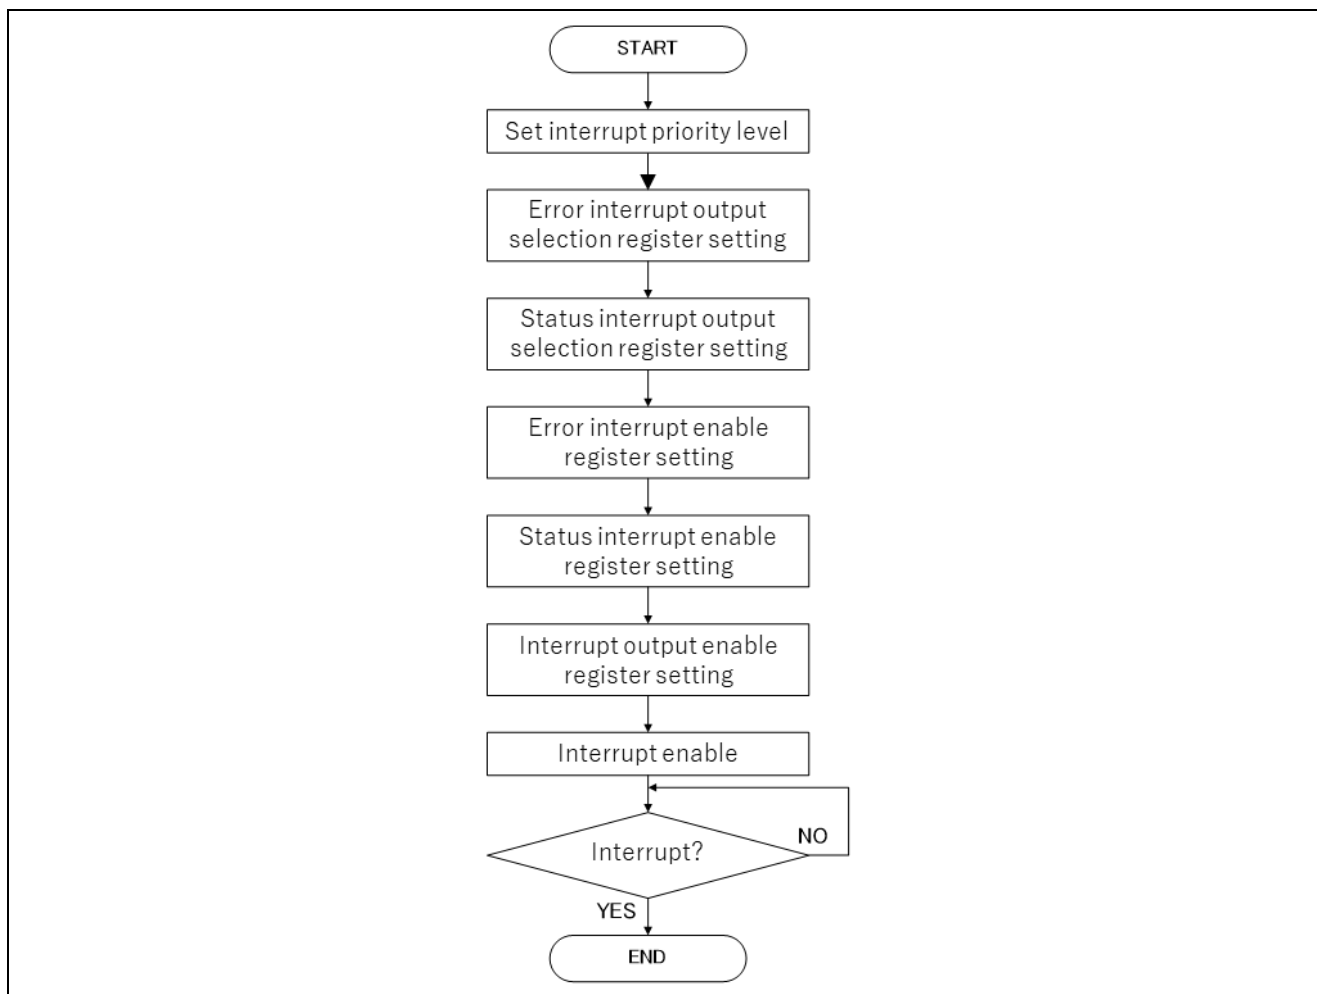 START
Set interrupt priority level
Error interrupt output
selection register setting
Status interrupt output
selection register setting
Error interrupt enable
register setting
Status interrupt enable
register setting
Interrupt output enable
register setting
Interrupt enable
Interrupt?
NO
YES
END